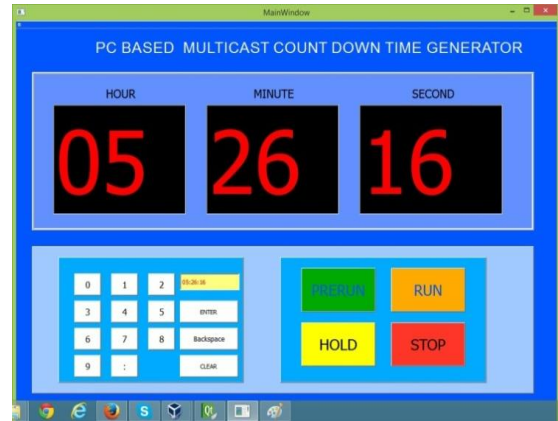 MainWindow
PC BASED MULTICAST COUNT DOWN TIME GENERATOR
HOUR MINUTE SECOND
05 26 16
0 1 2 05:26:16
3 4 5 ENTER
6 7 8 Backspace
9 : CLEAR
PRERUN RUN
HOLD STOP
S Qt